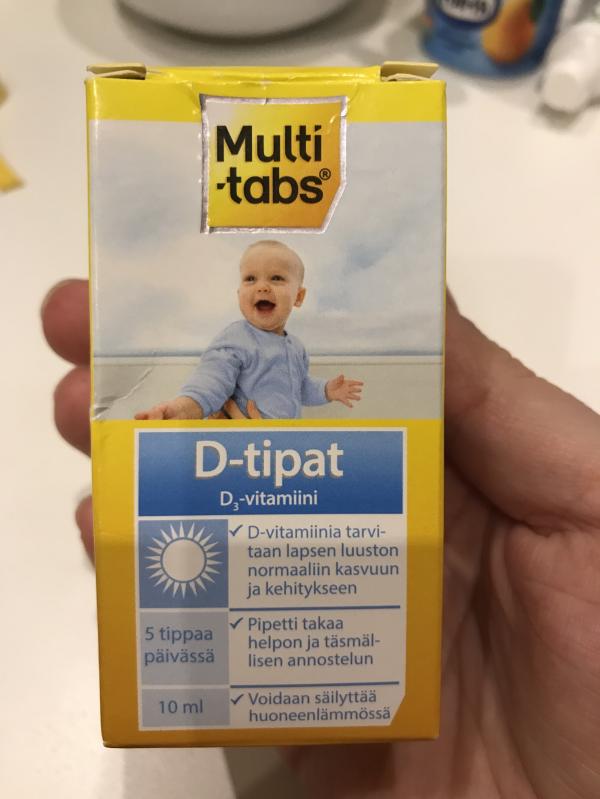 Multi
-tabs®
D-tipat
D₃-vitamiini
✓ D-vitamiinia tarvi-
taan lapsen luuston
normaaliin kasvuun
ja kehitykseen
5 tippaa
päivässä
✓ Pipetti takaa
helpon ja täsmäl-
lisen annostelun
10 ml
✓ Voidaan säilyttää
huoneenlämmössä